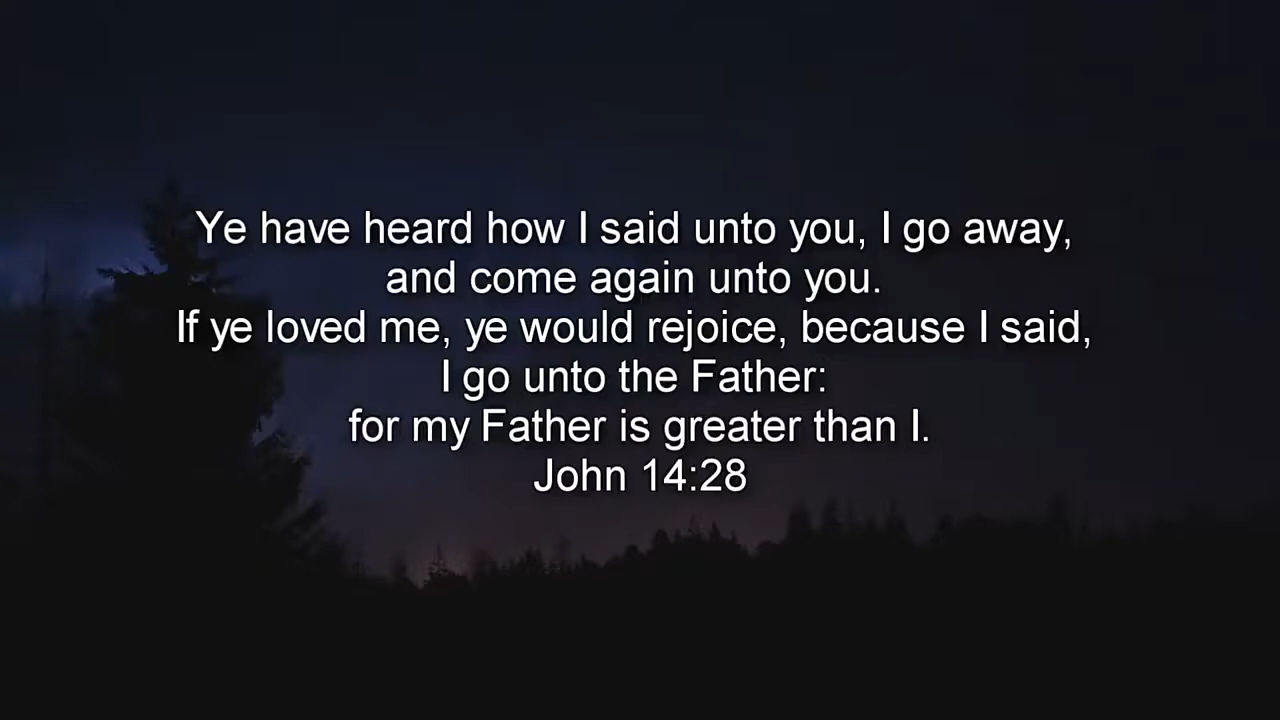 Ye have heard how I said unto you, I go away,
and come again unto you.
If ye loved me, ye would rejoice, because I said,
I go unto the Father:
for my Father is greater than I.
John 14:28